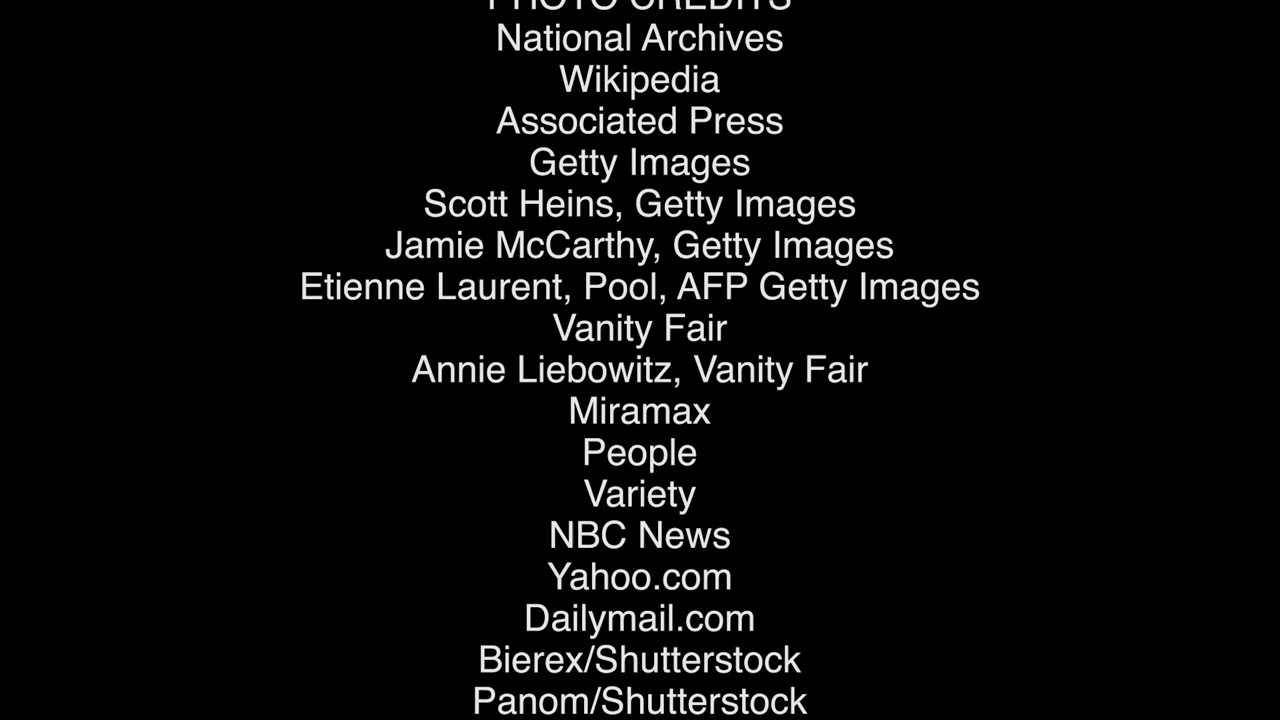 PHOTO CREDITS
National Archives
Wikipedia
Associated Press
Getty Images
Scott Heins, Getty Images
Jamie McCarthy, Getty Images
Etienne Laurent, Pool, AFP Getty Images
Vanity Fair
Annie Liebowitz, Vanity Fair
Miramax
People
Variety
NBC News
Yahoo.com
Dailymail.com
Bierex/Shutterstock
Panom/Shutterstock